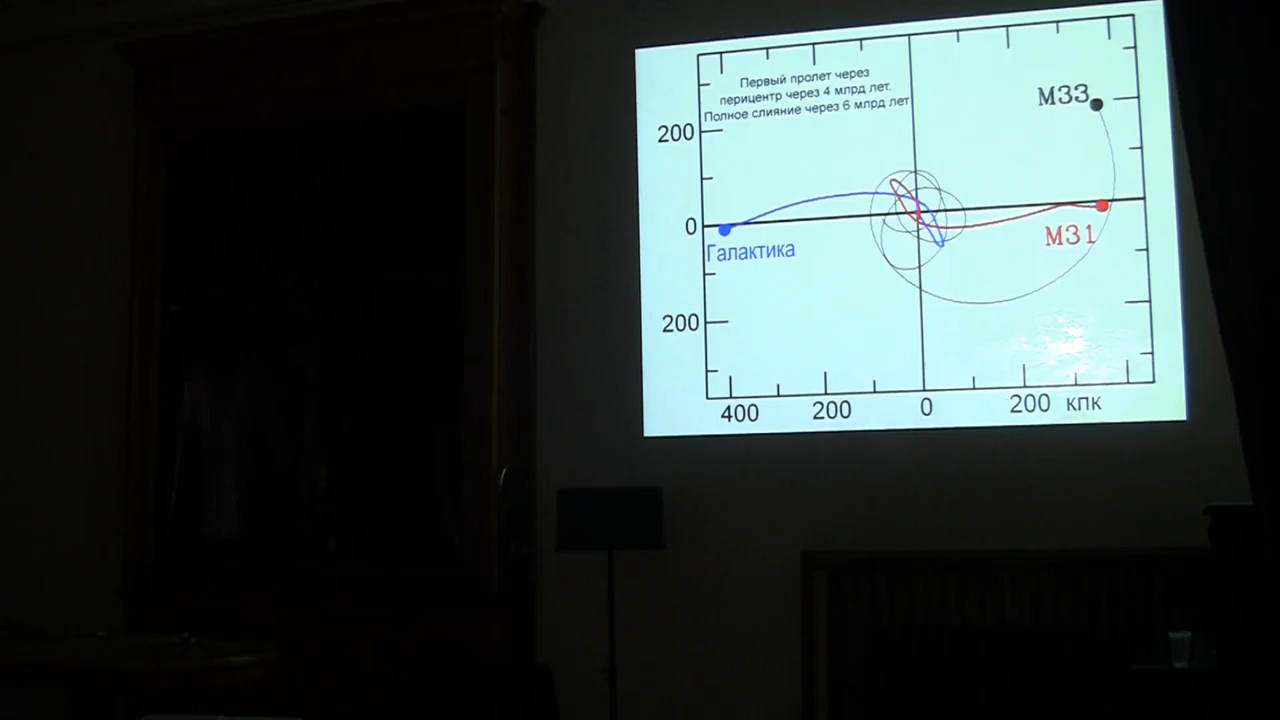 Первый пролет через
перицентр через 4 млрд лет.
Полное слияние через 6 млрд лет
M33
200
0
Галактика
M31
200
400 200 0 200 кпк